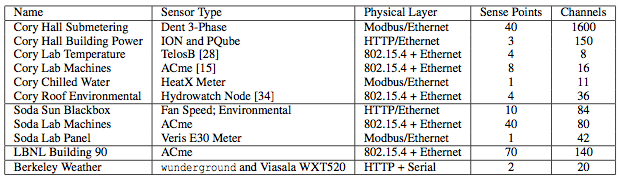 Name Sensor Type Physical Layer Sense Points Channels
Cory Hall Submetering Dent 3-Phase Modbus/Ethernet 40 1600
Cory Hall Building Power ION and PQube HTTP/Ethernet 3 150
Cory Lab Temperature TelosB [28] 802.15.4 + Ethernet 4 8
Cory Lab Machines ACme [15] 802.15.4 + Ethernet 8 16
Cory Chilled Water HeatX Meter Modbus/Ethernet 1 11
Cory Roof Environmental Hydrowatch Node [34] 802.15.4 + Ethernet 4 36
Soda Sun Blackbox Fan Speed; Environmental HTTP/Ethernet 10 84
Soda Lab Machines ACme 802.15.4 + Ethernet 40 80
Soda Lab Panel Veris E30 Meter Modbus/Ethernet 1 42
LBNL Building 90 ACme 802.15.4 + Ethernet 70 140
Berkeley Weather wunderground and Viasala WXT520 HTTP + Serial 2 20